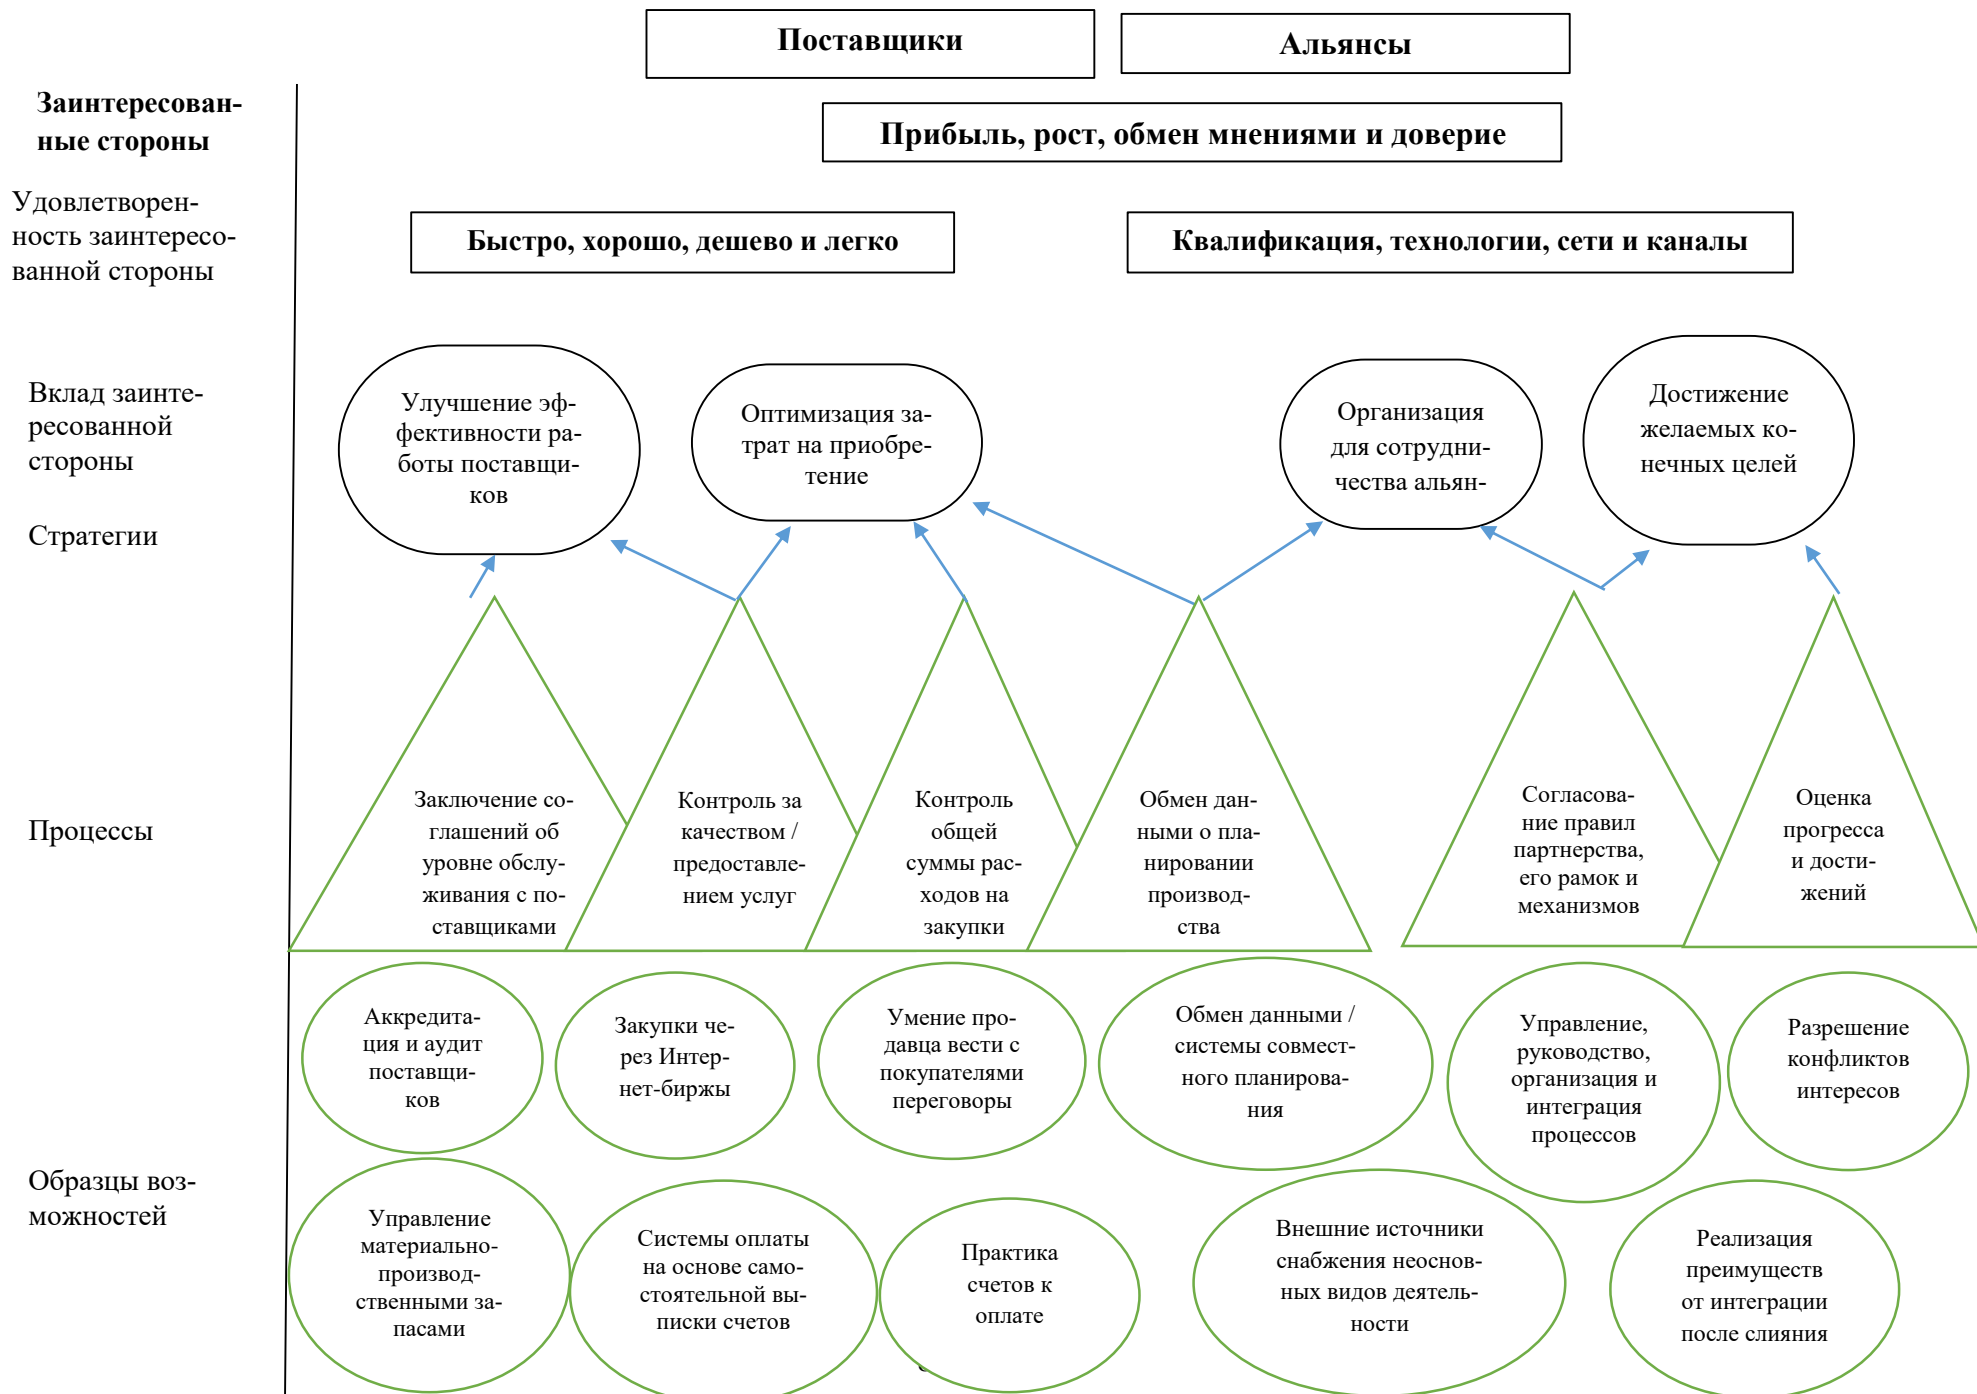 Поставщики
Альянсы
Заинтересован-
ные стороны
Прибыль, рост, обмен мнениями и доверие
Удовлетворен-
ность заинтересо-
ванной стороны
Быстро, хорошо, дешево и легко
Квалификация, технологии, сети и каналы
Вклад заинте-
ресованной
стороны
Стратегии
Улучшение эф-
фективности ра-
боты поставщи-
ков
Оптимизация за-
трат на приобре-
тение
Организация
для сотрудни-
чества альян-
Достижение
желаемых ко-
нечных целей
Процессы
Заключение со-
глашений об
уровне обслу-
живания с по-
ставщиками
Контроль за
качеством /
предоставле-
нием услуг
Контроль
общей
суммы рас-
ходов на
закупки
Обмен дан-
ными о пла-
нировании
производ-
ства
Согласова-
ние правил
партнерства,
его рамок и
механизмов
Оценка
прогресса
и дости-
жений
Образцы воз-
можностей
Аккредита-
ция и аудит
поставщи-
ков
Закупки че-
рез Интер-
нет-биржы
Умение про-
давца вести с
покупателями
переговоры
Обмен данными /
системы совмест-
ного планирова-
ния
Управление,
руководство,
организация и
интеграция
процессов
Разрешение
конфликтов
интересов
Управление
материально-
производ-
ственными за-
пасами
Системы оплаты
на основе само-
стоятельной вы-
писки счетов
Практика
счетов к
оплате
Внешние источники
снабжения неоснов-
ных видов деятель-
ности
Реализация
преимуществ
от интеграции
после слияния